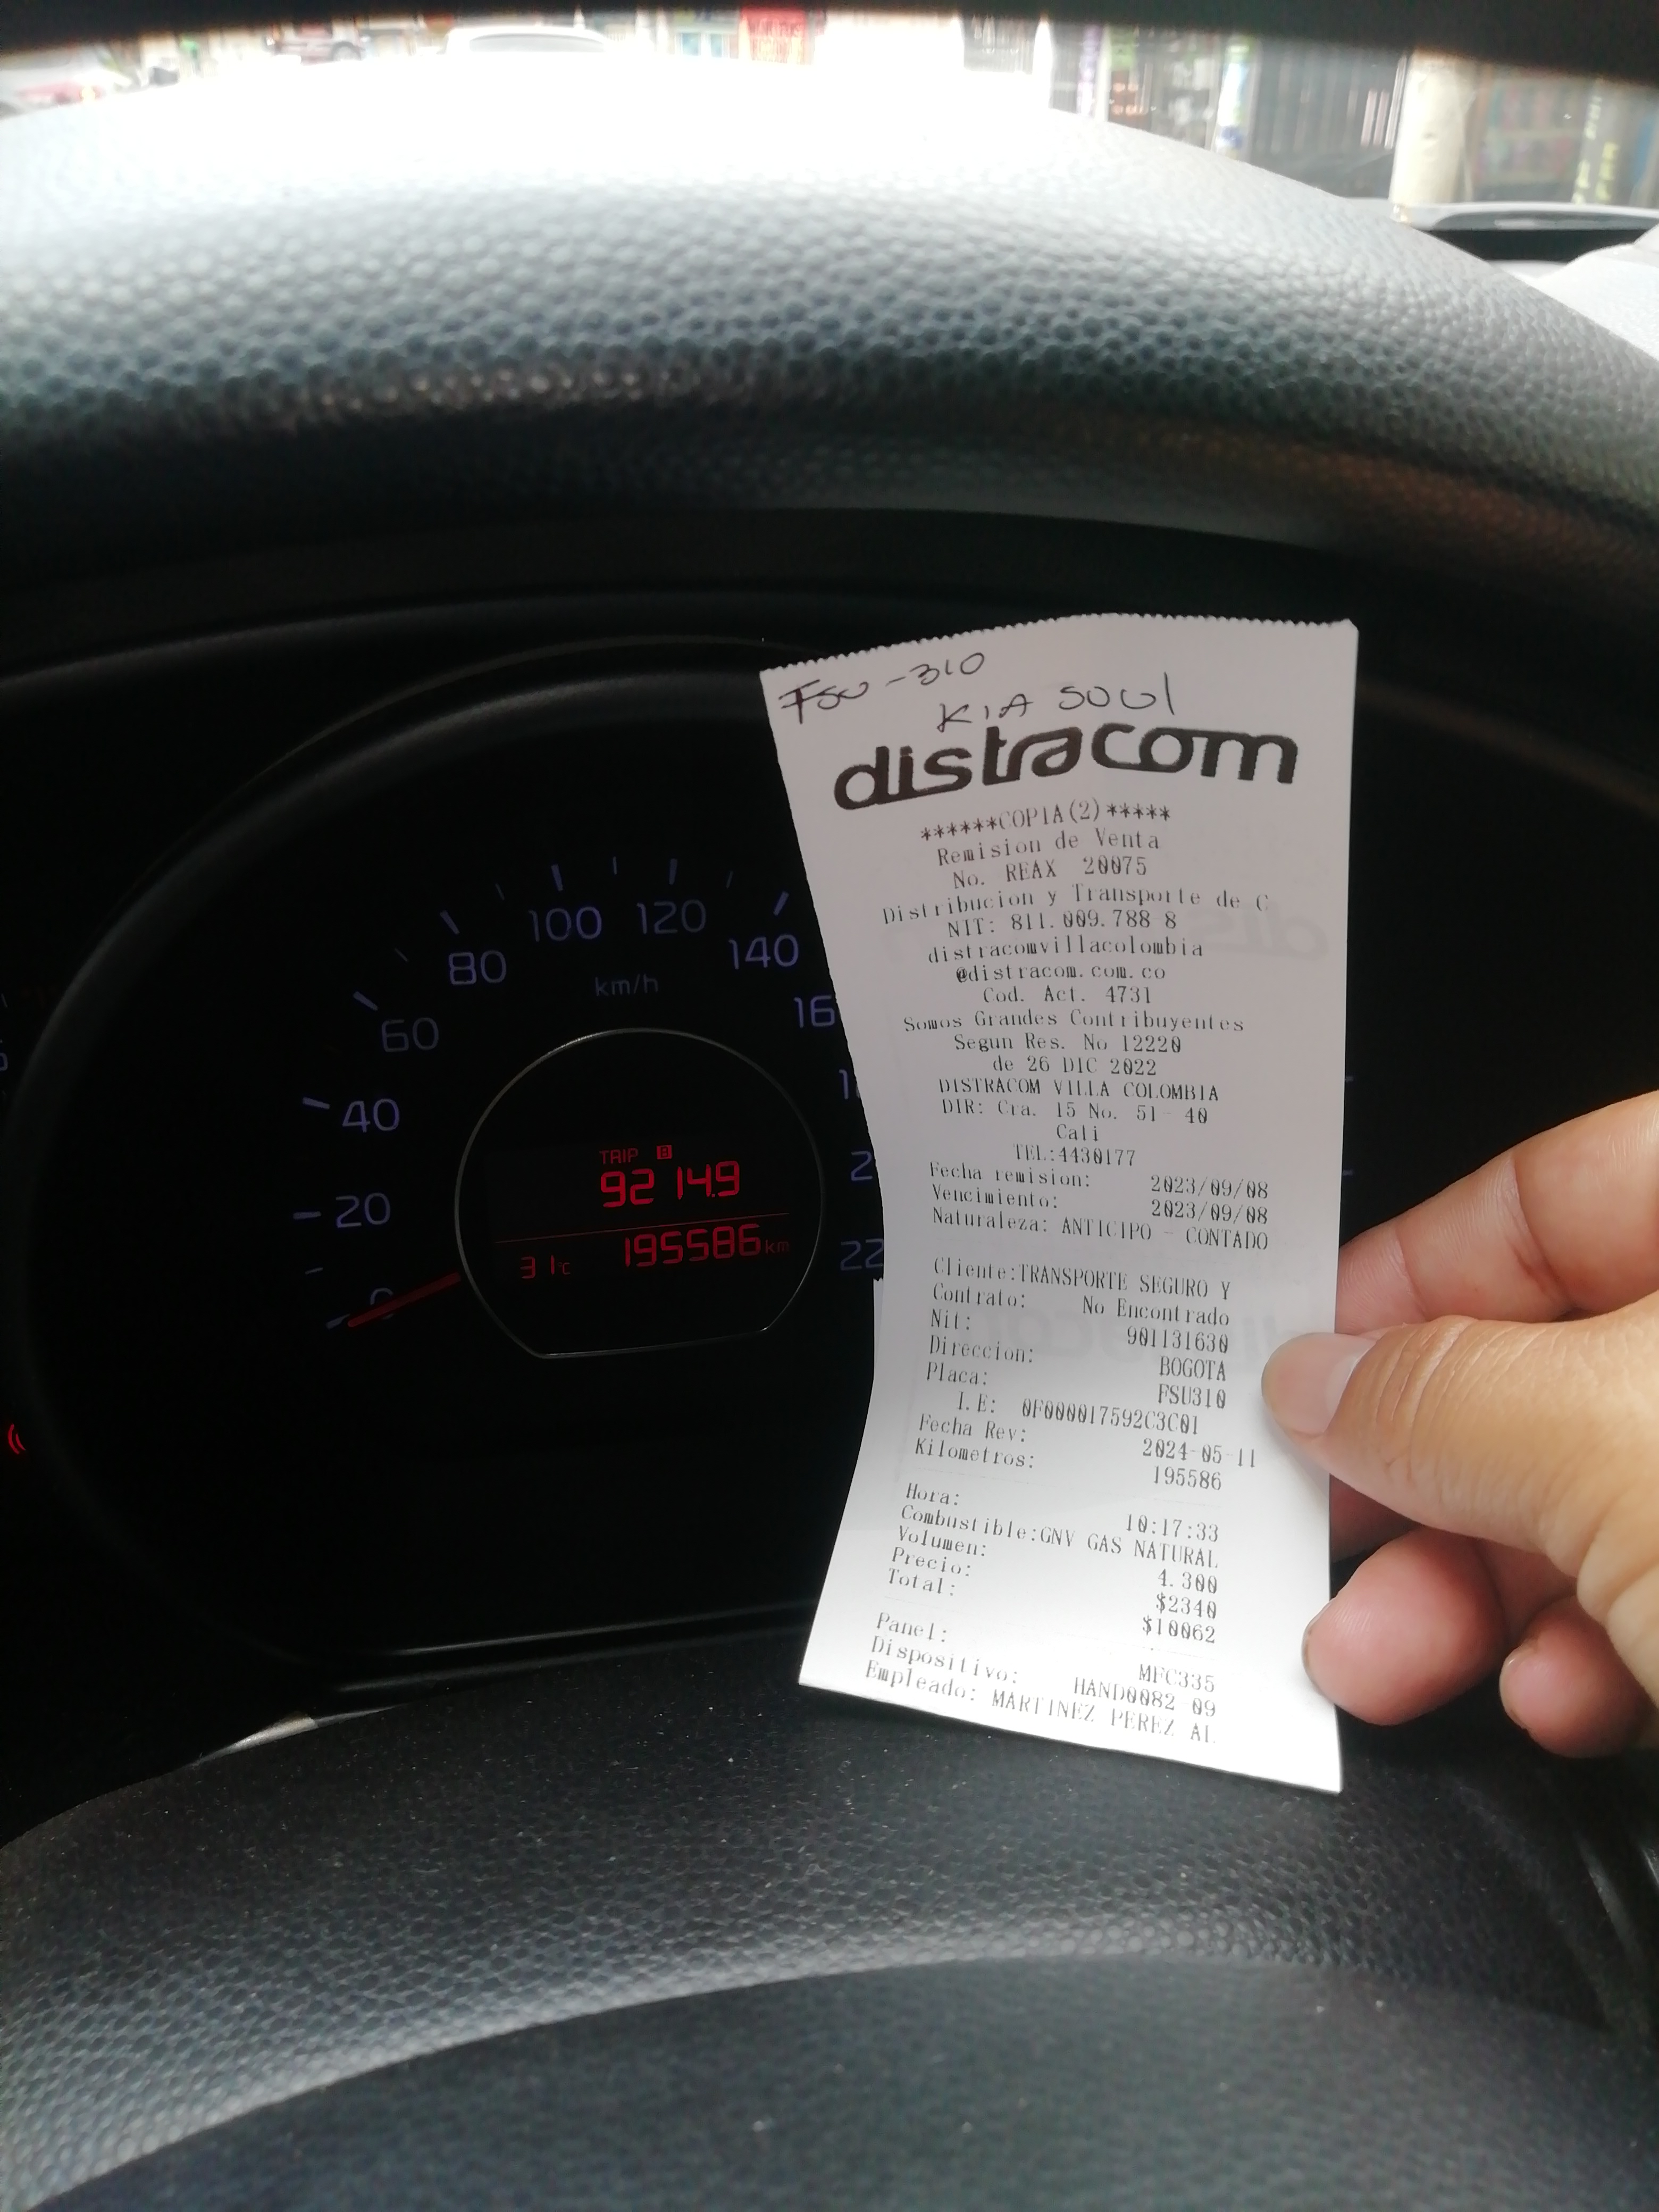 FSU-310
KIA SOUL
distracom
******COPIA(2)*****
Remision de Venta
No. REAX 20075
Distribucion y Transporte de C
NIT: 811.009.788 8
distracomvillacolombia
@distracom.com.co
Cod. Act. 4731
Somos Grandes Contribuyentes
Segun Res. No 12220
de 26 DIC 2022
DISTRACOM VILLA COLOMBIA
DIR: Cra. 15 No. 51-40
Cali
TEL:4430177
Fecha remision: 2023/09/08
Vencimiento: 2023/09/08
Naturaleza: ANTICIPO - CONTADO
Cliente:TRANSPORTE SEGURO Y
Contrato: No Encontrado
Nit: 901131630
Direccion: BOGOTA
Placa: FSU310
I.E: 0F000017592C3C01
Fecha Rev: 2024-05-11
Kilometros: 195586
Hora: 10:17:33
Combustible:GNV GAS NATURAL
Volumen: 4.300
Precio: $2340
Total: $10062
Panel: MFC335
Dispositivo: HAND0082 09
Empleado: MARTINEZ PEREZ AL
0
20
40
60
80
100
120
140
km/h
TRIP B
9214.9
31°C 195586 km